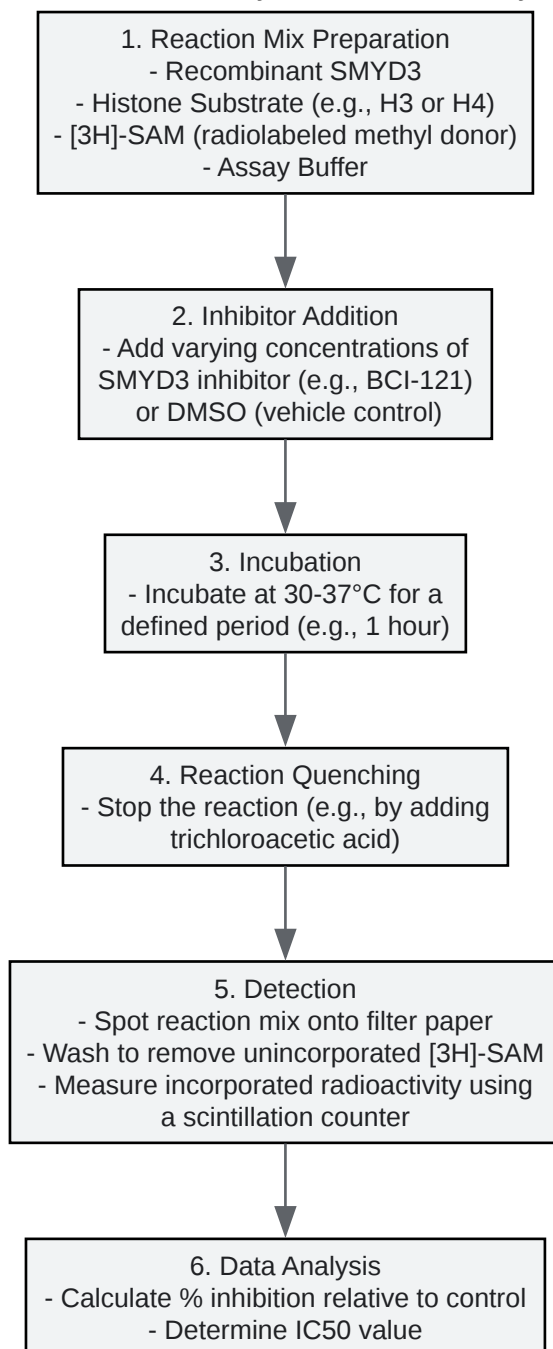 1. Reaction Mix Preparation
- Recombinant SMYD3
- Histone Substrate (e.g., H3 or H4)
- [3H]-SAM (radiolabeled methyl donor)
- Assay Buffer
2. Inhibitor Addition
- Add varying concentrations of
SMYD3 inhibitor (e.g., BCI-121)
or DMSO (vehicle control)
3. Incubation
- Incubate at 30-37°C for a
defined period (e.g., 1 hour)
4. Reaction Quenching
- Stop the reaction (e.g., by adding
trichloroacetic acid)
5. Detection
- Spot reaction mix onto filter paper
- Wash to remove unincorporated [3H]-SAM
- Measure incorporated radioactivity using
a scintillation counter
6. Data Analysis
- Calculate % inhibition relative to control
- Determine IC50 value